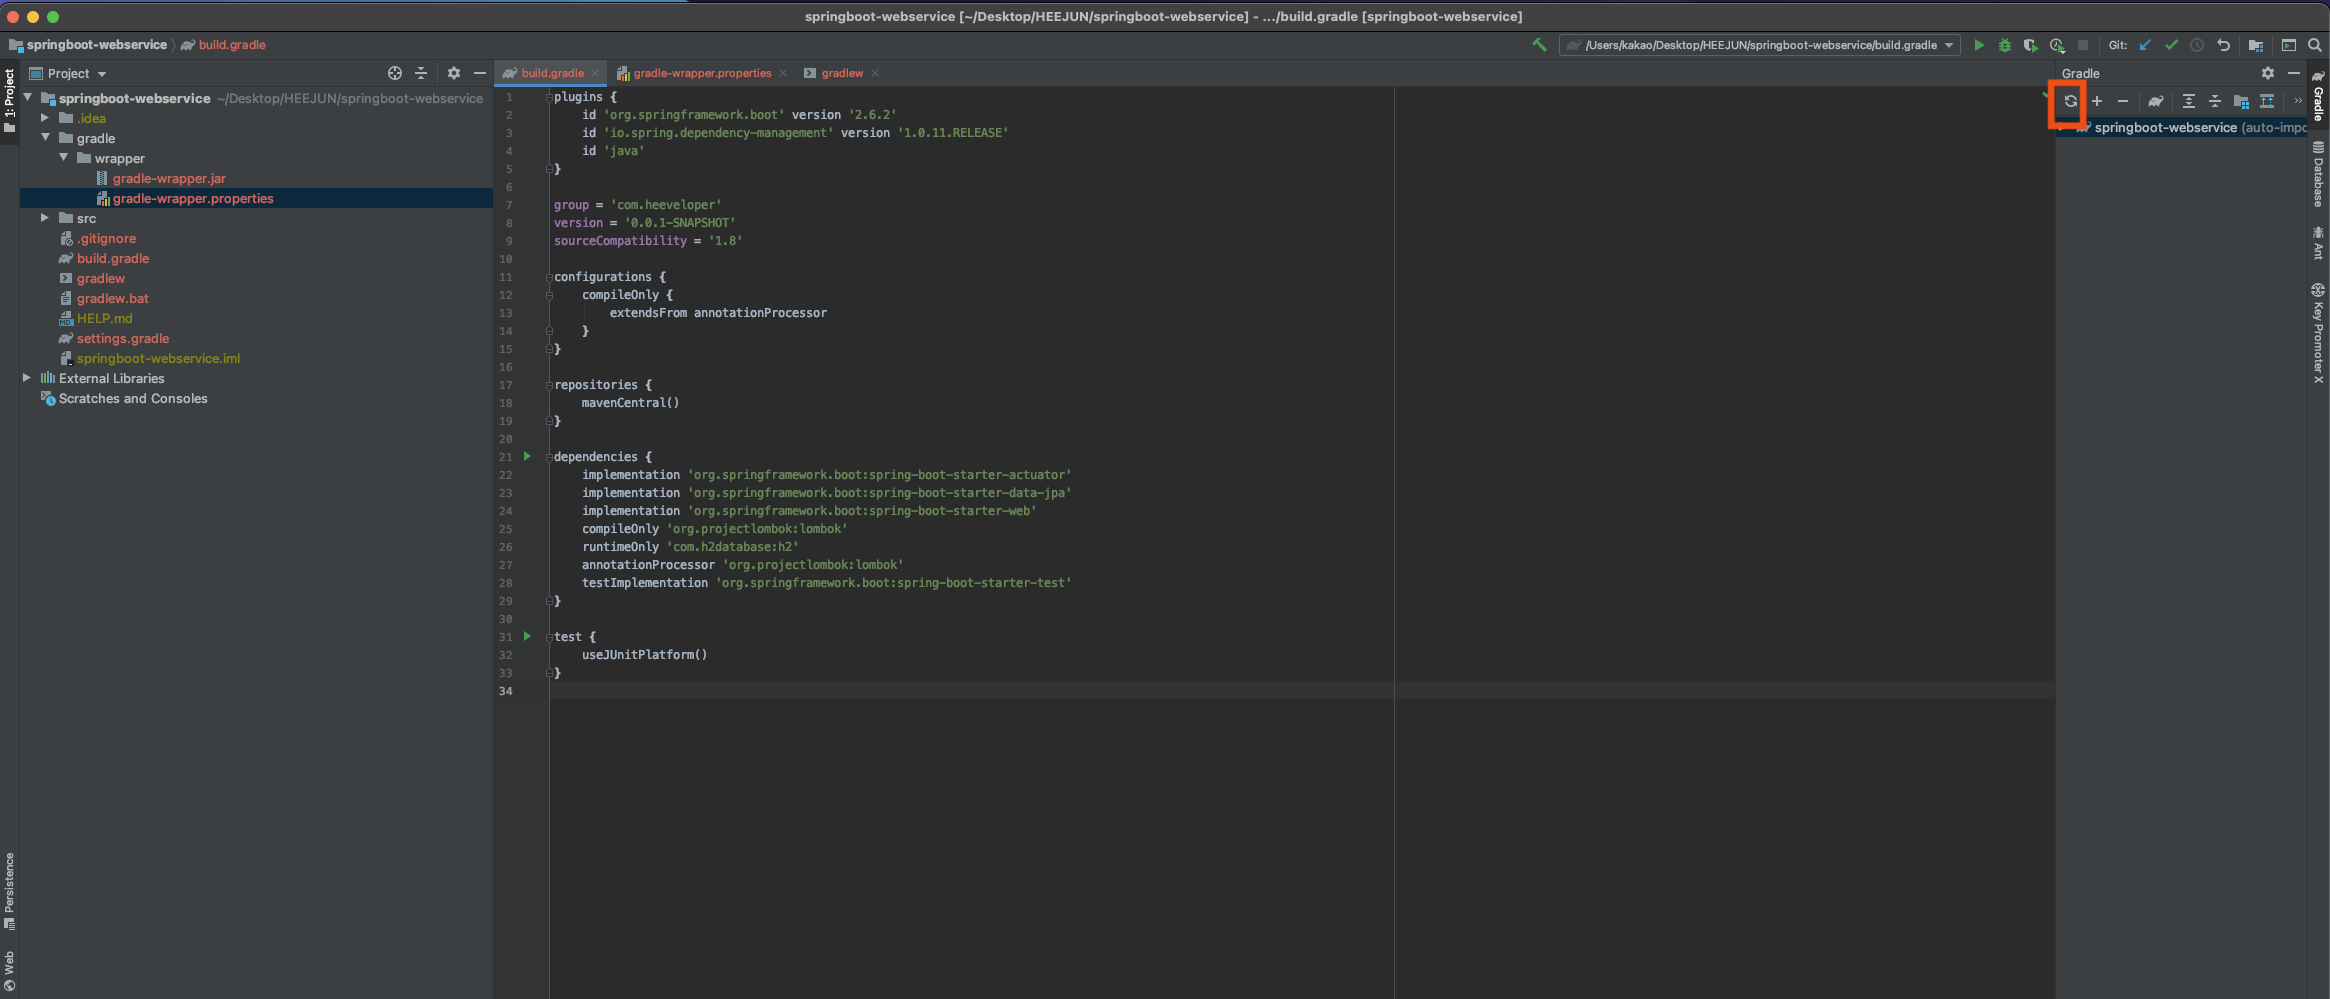 springboot-webservice [~/Desktop/HEEJUN/springboot-webservice] - .../build.gradle [springboot-webservice]
springboot-webservice
build.gradle
/Users/kakao/Desktop/HEEJUN/springboot-webservice/build.gradle
Git:
1: Project
Project
springboot-webservice ~/Desktop/HEEJUN/springboot-webservice
.idea
gradle
wrapper
gradle-wrapper.jar
gradle-wrapper.properties
src
.gitignore
build.gradle
gradlew
gradlew.bat
HELP.md
settings.gradle
springboot-webservice.iml
External Libraries
Scratches and Consoles
Persistence
Web
build.gradle
gradle-wrapper.properties
gradlew
1 plugins {
2 id 'org.springframework.boot' version '2.6.2'
3 id 'io.spring.dependency-management' version '1.0.11.RELEASE'
4 id 'java'
5 }
6
7 group = 'com.heeveloper'
8 version = '0.0.1-SNAPSHOT'
9 sourceCompatibility = '1.8'
10
11 configurations {
12 compileOnly {
13 extendsFrom annotationProcessor
14 }
15 }
16
17 repositories {
18 mavenCentral()
19 }
20
21 dependencies {
22 implementation 'org.springframework.boot:spring-boot-starter-actuator'
23 implementation 'org.springframework.boot:spring-boot-starter-data-jpa'
24 implementation 'org.springframework.boot:spring-boot-starter-web'
25 compileOnly 'org.projectlombok:lombok'
26 runtimeOnly 'com.h2database:h2'
27 annotationProcessor 'org.projectlombok:lombok'
28 testImplementation 'org.springframework.boot:spring-boot-starter-test'
29 }
30
31 test {
32 useJUnitPlatform()
33 }
34
Gradle
springboot-webservice (auto-impo
Gradle
Database
Ant
Key Promoter X